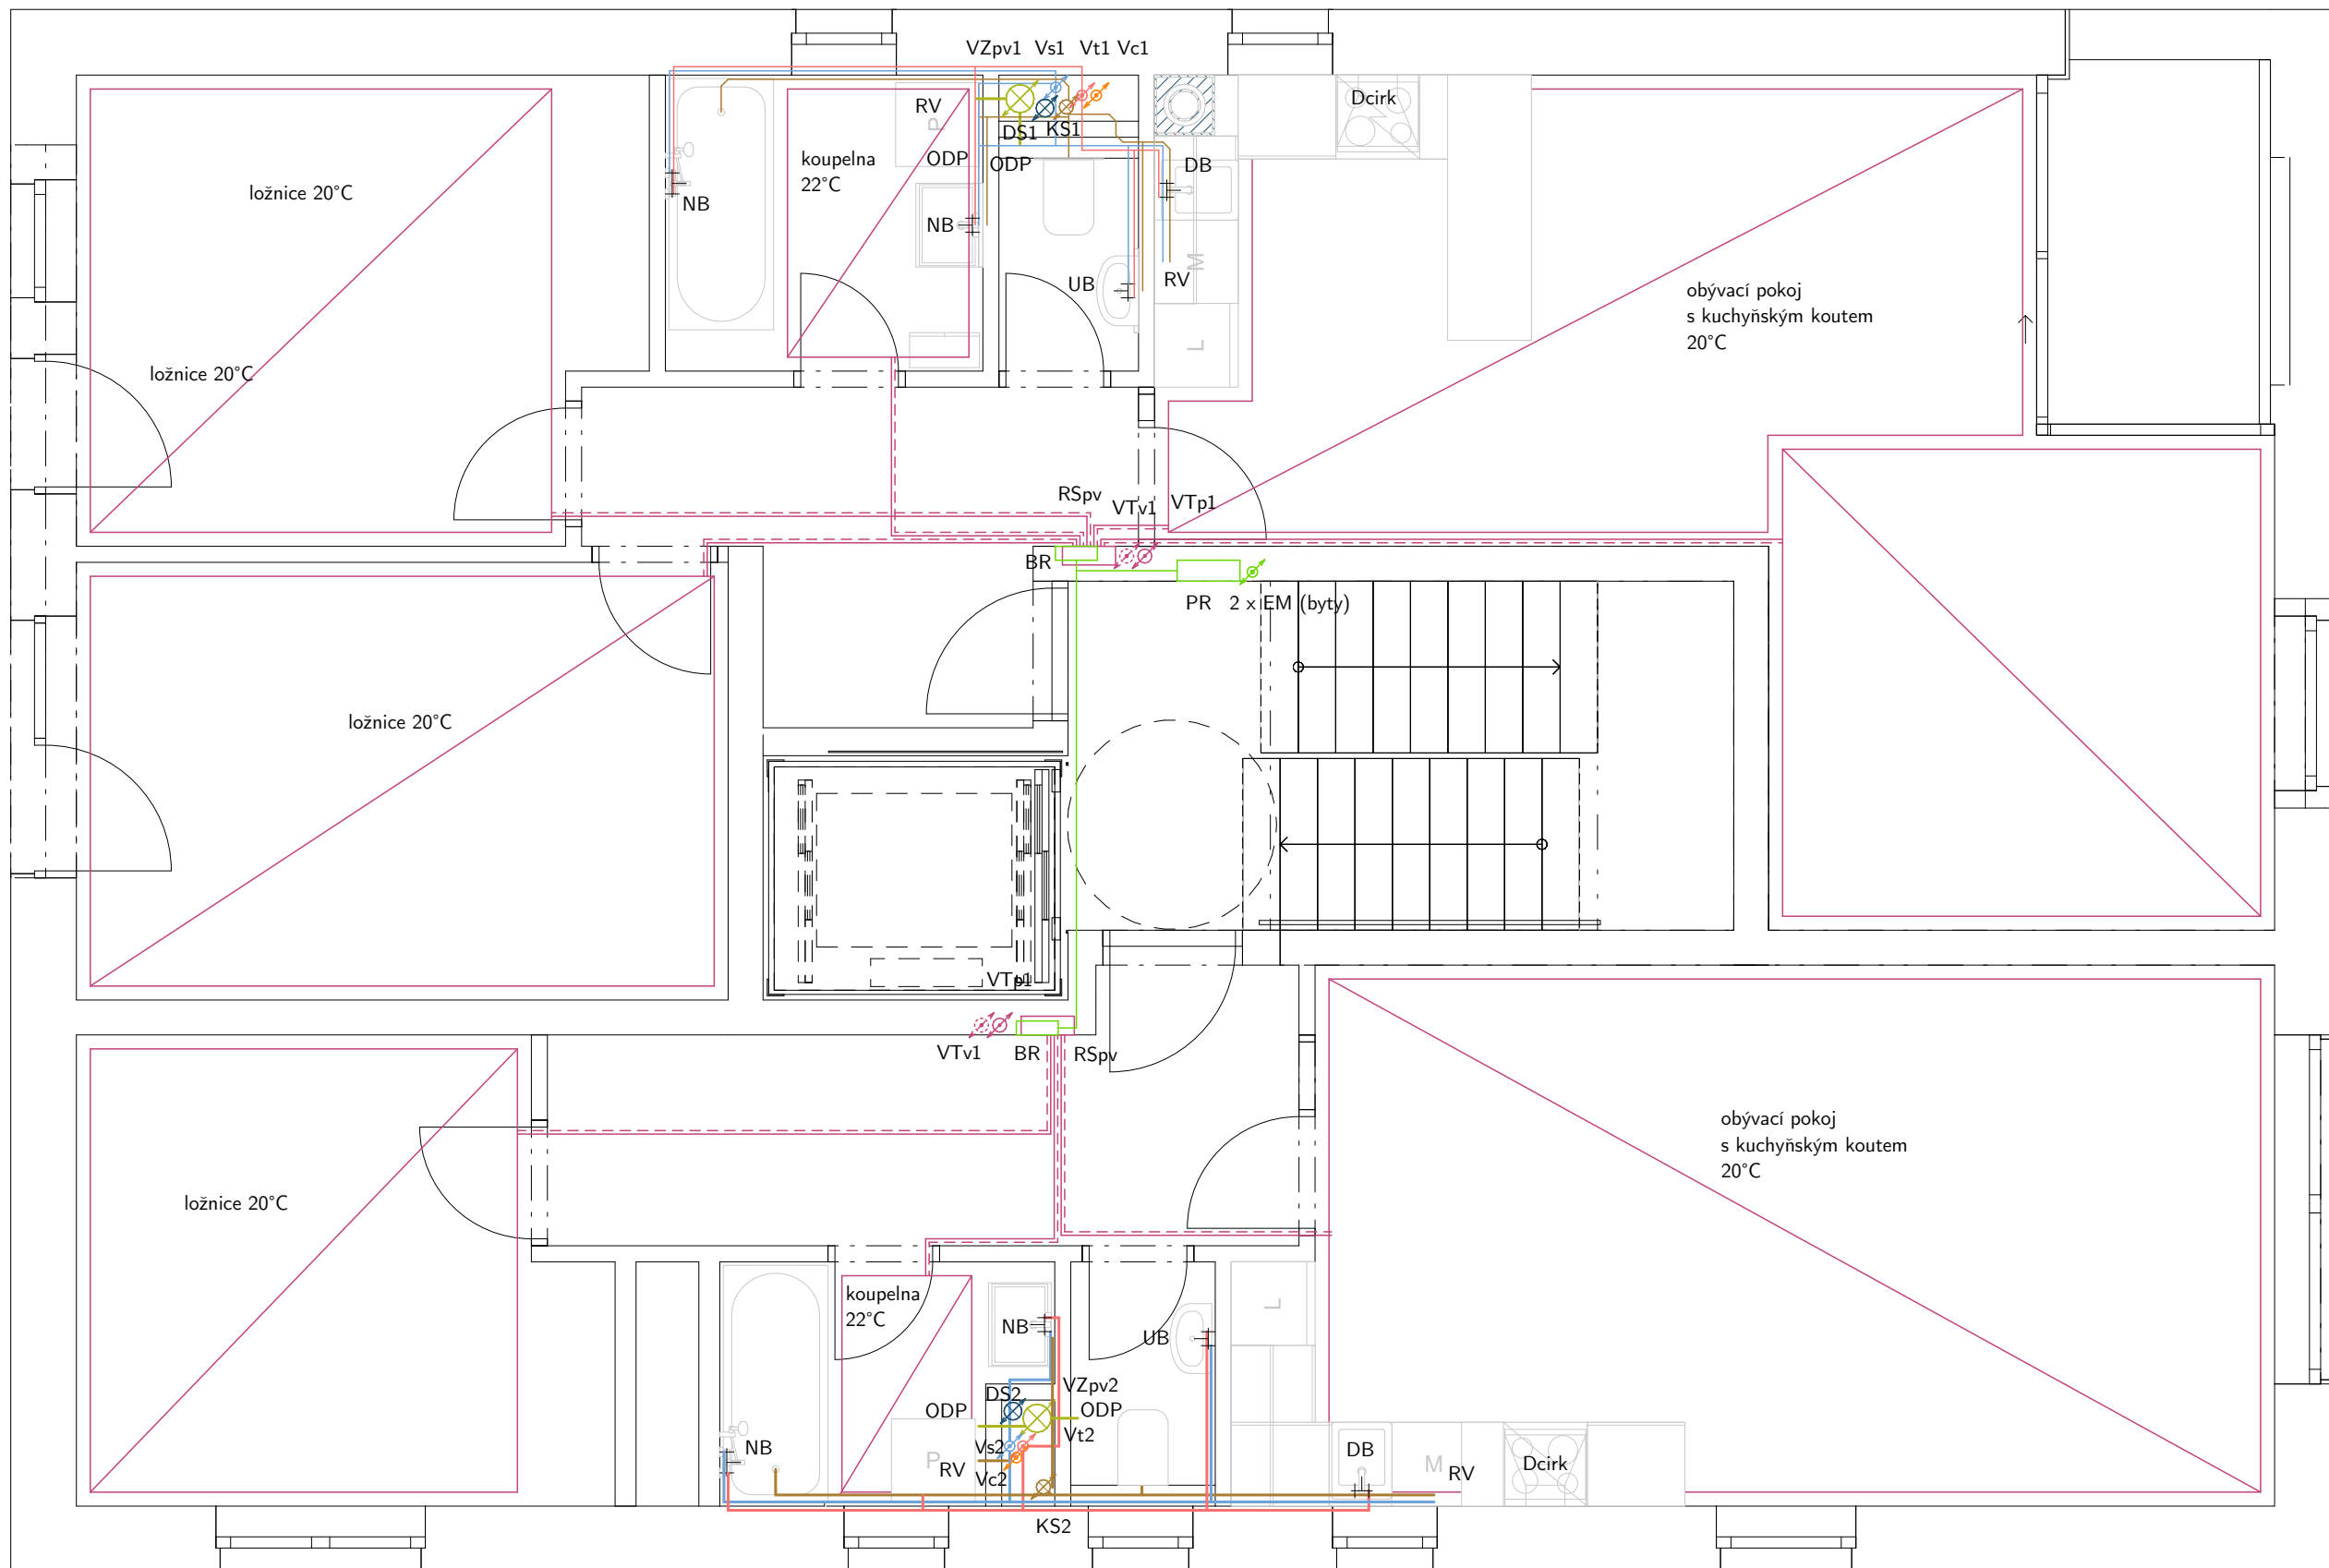 VZpv1 Vs1 Vt1 Vc1
RV
P
DS1 KS1
Dcirk
koupelna
22°C
ODP
ODP
DB
ložnice 20°C
NB
NB
M
UB
RV
obývací pokoj
s kuchyňským koutem
20°C
L
ložnice 20°C
RSpv
VTv1
VTp1
BR
PR 2 x EM (byty)
ložnice 20°C
VTp1
VTv1
BR
RSpv
obývací pokoj
s kuchyňským koutem
20°C
ložnice 20°C
koupelna
22°C
L
NB
UB
DS2
VZpv2
ODP
ODP
Vt2
NB
Vs2
P
RV
Vc2
DB
M
RV
Dcirk
KS2